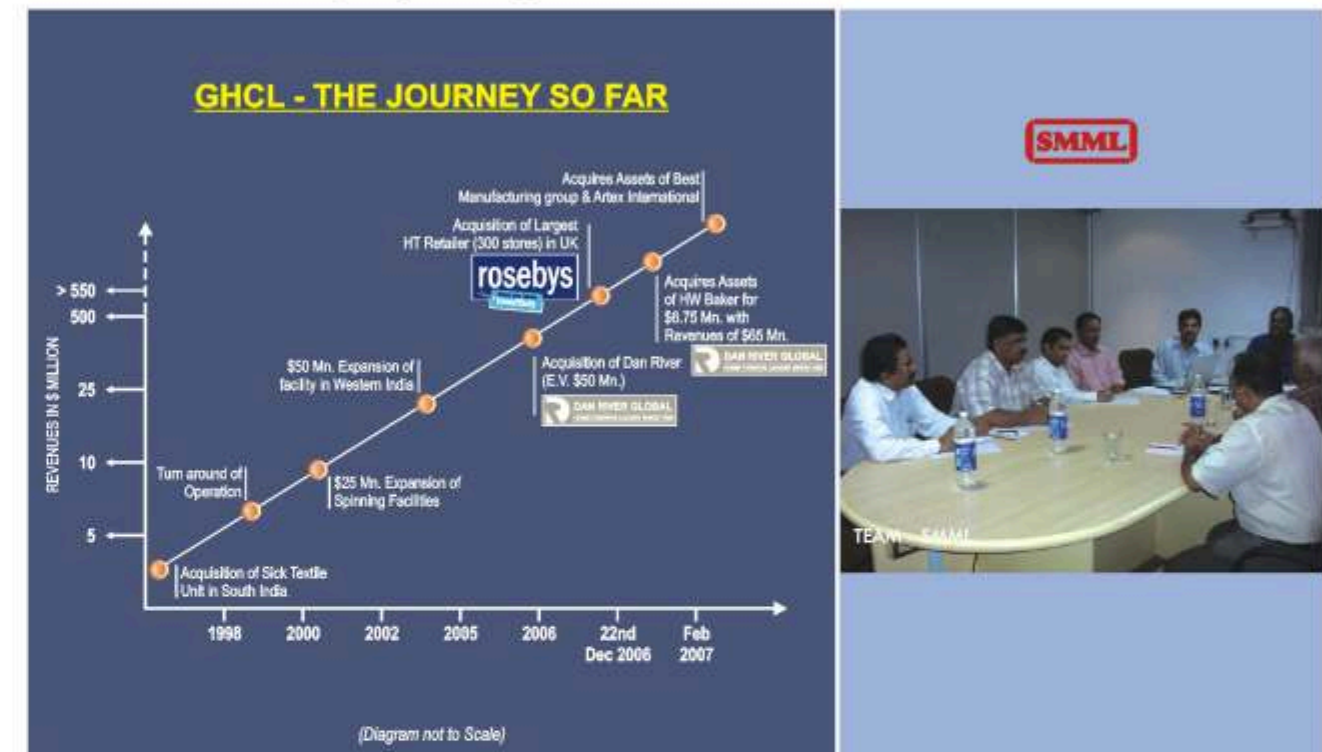 GHCL - THE JOURNEY SO FAR
SMML
Acquires Assets of Best
Manufacturing group & Artex International
Acquisition of Largest
HT Retailer (300 stores) in UK
rosebys
Acquires Assets
of HW Baker for
$6.75 Mn. with
Revenues of $65 Mn.
DAN RIVER GLOBAL
$50 Mn. Expansion of
facility in Western India
Acquisition of Dan River
(E.V. $50 Mn.)
DAN RIVER GLOBAL
Turn around of
Operation
$25 Mn. Expansion of
Spinning Facilities
Acquisition of Sick Textile
Unit in South India
REVENUES IN $ MILLION
> 550
500
25
10
5
1998
2000
2002
2005
2006
22nd
Dec 2006
Feb
2007
(Diagram not to Scale)
TEAM - SMML